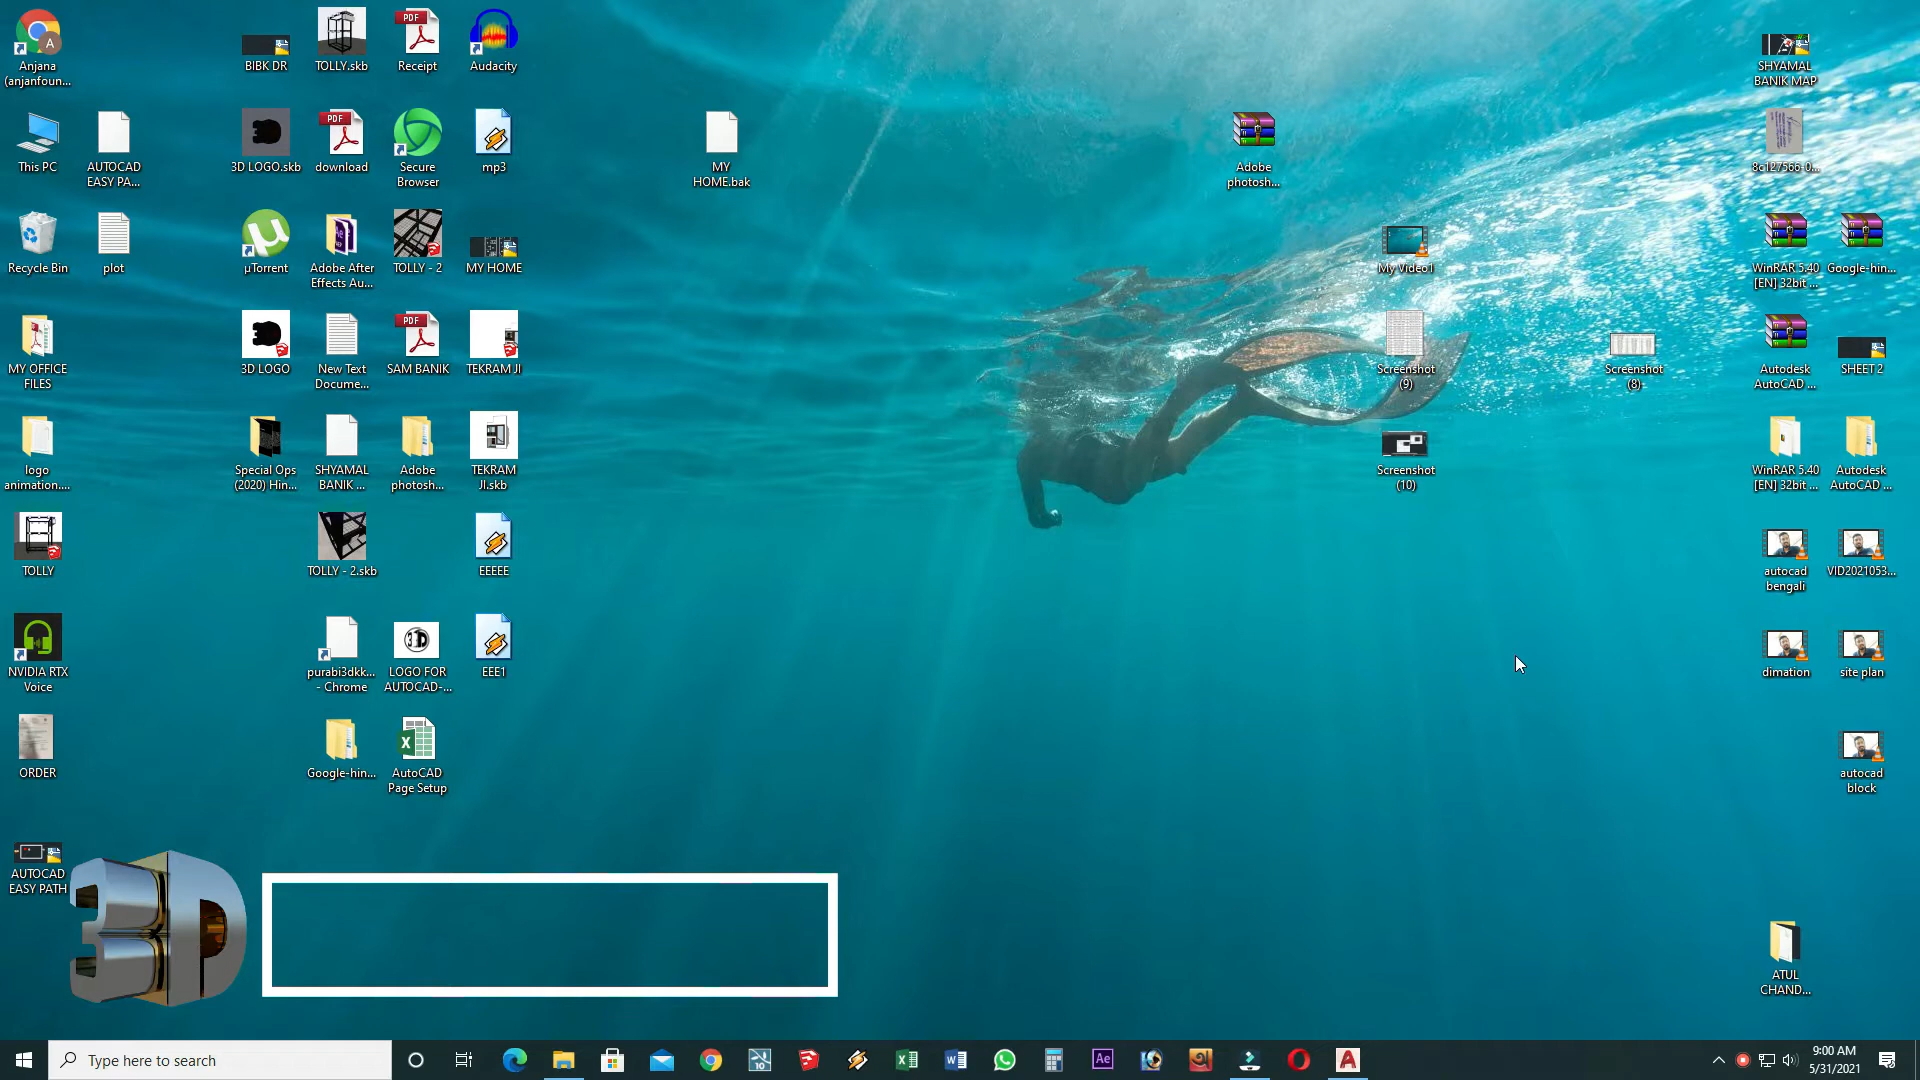 Anjana
(anjanfoun...
BIBK DR
TOLLY.skb
PDF
Receipt
Audacity
SHYAMAL
BANIK MAP
This PC
AUTOCAD
EASY PA...
3D LOGO.skb
PDF
download
Secure
Browser
mp3
MY
HOME.bak
Adobe
photosh...
8c127566-0...
Recycle Bin
plot
µTorrent
Adobe After
Effects Au...
TOLLY - 2
MY HOME
My Video1
WinRAR 5.40
[EN] 32bit ...
Google-hin...
MY OFFICE
FILES
3D LOGO
New Text
Docume...
PDF
SAM BANIK
TEKRAM JI
Screenshot
(9)
Screenshot
(8)
Autodesk
AutoCAD ...
SHEET 2
logo
animation....
Special Ops
(2020) Hin...
SHYAMAL
BANIK ...
Adobe
photosh...
TEKRAM
JI.skb
Screenshot
(10)
WinRAR 5.40
[EN] 32bit ...
Autodesk
AutoCAD ...
TOLLY
TOLLY - 2.skb
EEEEE
autocad
bengali
VID2021053...
NVIDIA RTX
Voice
purabi3dkk...
- Chrome
LOGO FOR
AUTOCAD-...
EEE1
dimation
site plan
ORDER
Google-hin...
AutoCAD
Page Setup
autocad
block
AUTOCAD
EASY PATH
3D
ATUL
CHAND...
Type here to search
9:00 AM
5/31/2021